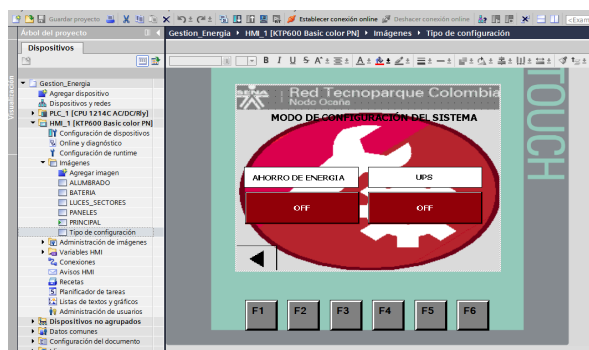 Guardar proyecto
Establecer conexión online
Deshacer conexión online
Árbol del proyecto
Gestion_Energia ▸ HMI_1 [KTP600 Basic color PN] ▸ Imágenes ▸ Tipo de configuración
Dispositivos
Visualización
B I U S
Gestion_Energia
Agregar dispositivo
Dispositivos y redes
PLC_1 [CPU 1214C AC/DC/Rly]
HMI_1 [KTP600 Basic color PN]
Configuración de dispositivos
Online y diagnóstico
Configuración de runtime
Imágenes
Agregar imagen
ALUMBRADO
BATERIA
LUCES_SECTORES
PANELES
PRINCIPAL
Tipo de configuración
Administración de imágenes
Variables HMI
Conexiones
Avisos HMI
Recetas
Planificador de tareas
Listas de textos y gráficos
Administración de usuarios
Dispositivos no agrupados
Datos comunes
Configuración del documento
SENA
Red Tecnoparque Colombia
Nodo Ocaña
MODO DE CONFIGURACIÓN DEL SISTEMA
AHORRO DE ENERGIA
UPS
OFF
OFF
TOUCH
F1 F2 F3 F4 F5 F6